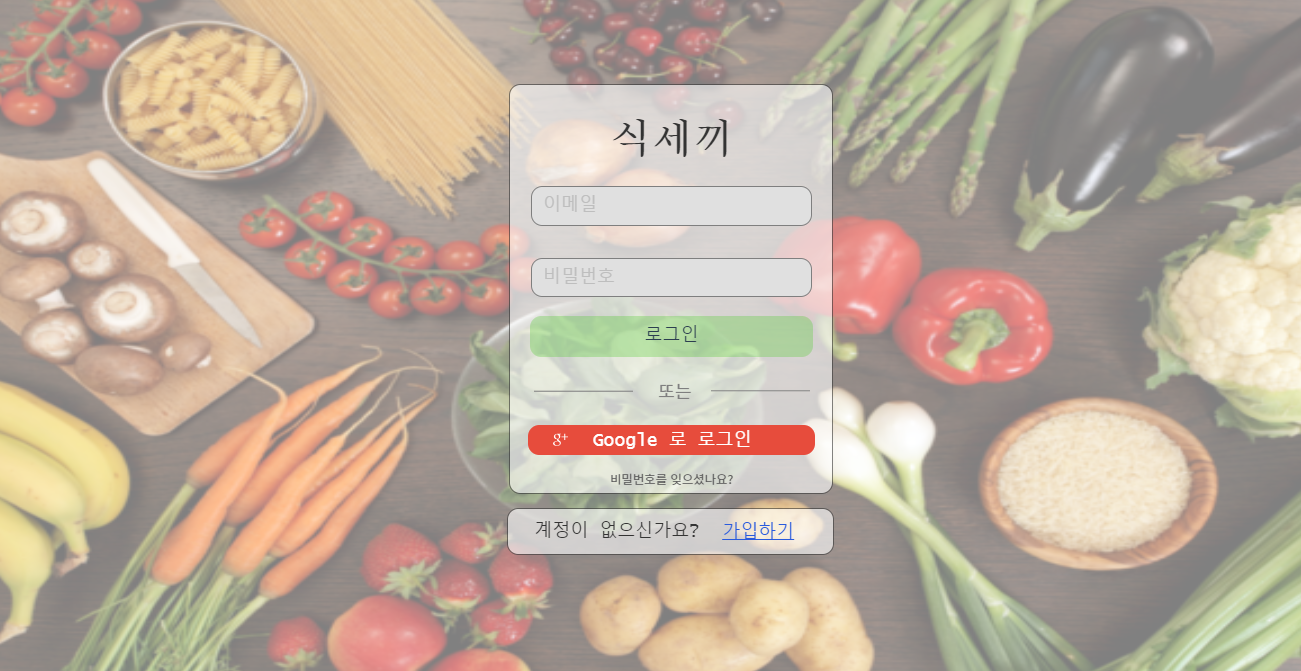 식세끼
이메일
비밀번호
로그인
또는
g+ Google 로 로그인
비밀번호를 잊으셨나요?
계정이 없으신가요? 가입하기